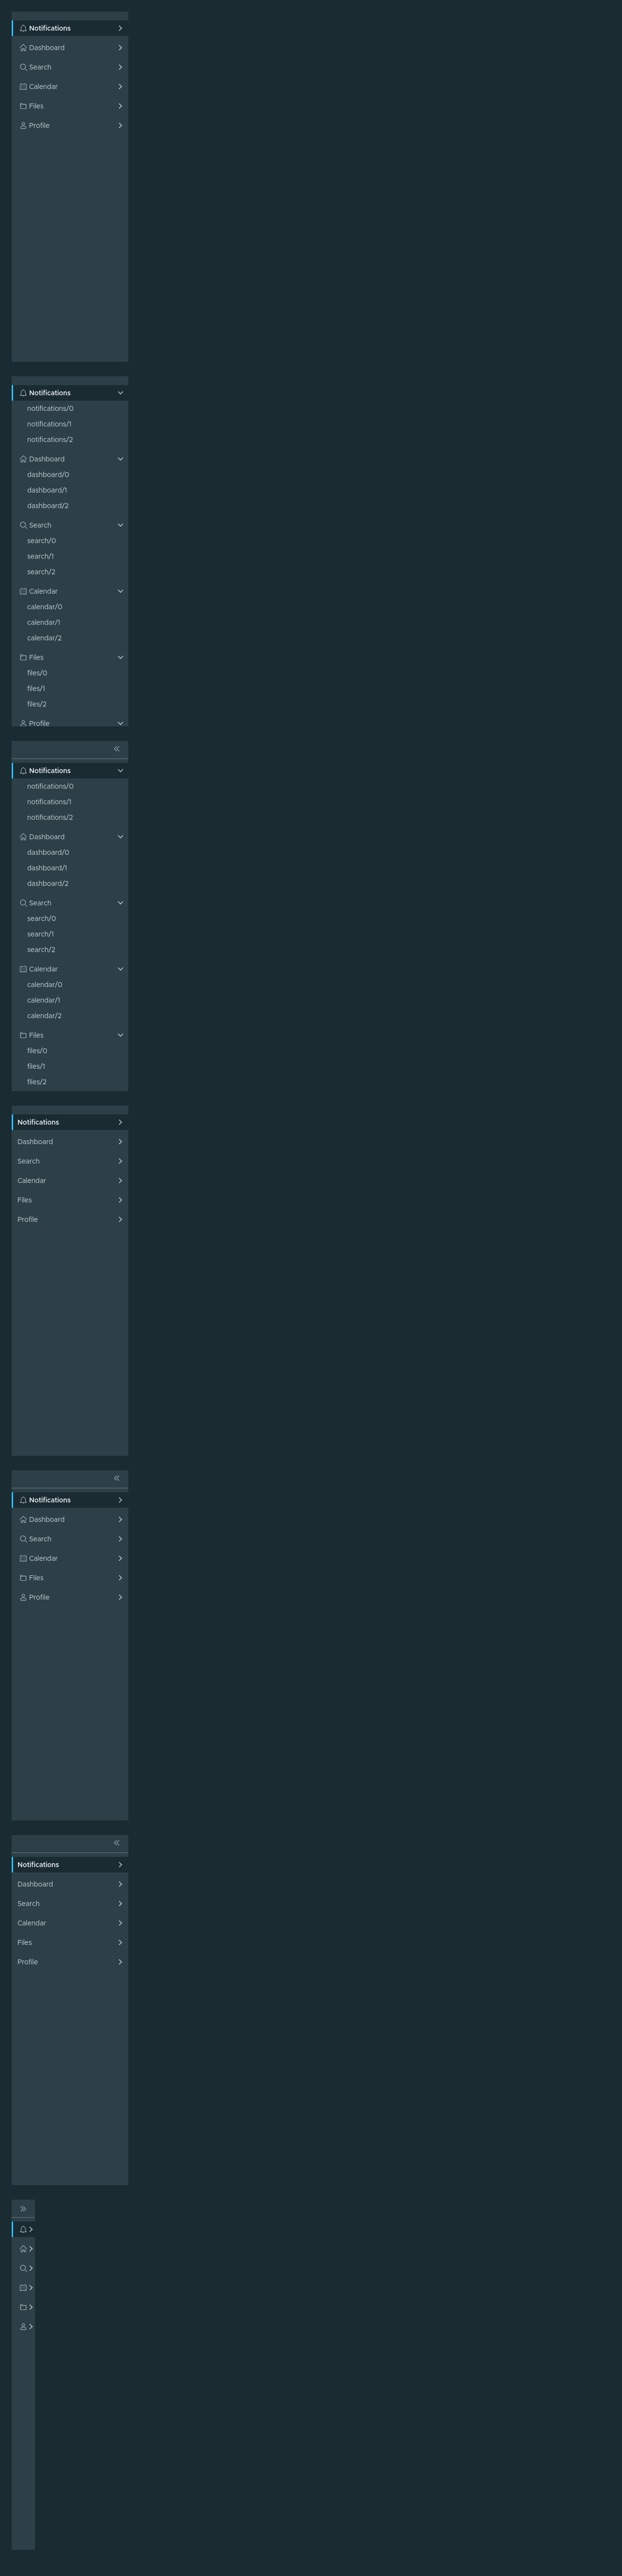 Notifications
Dashboard
Search
Calendar
Files
Profile
Notifications
notifications/0
notifications/1
notifications/2
Dashboard
dashboard/0
dashboard/1
dashboard/2
Search
search/0
search/1
search/2
Calendar
calendar/0
calendar/1
calendar/2
Files
files/0
files/1
files/2
Profile
Notifications
notifications/0
notifications/1
notifications/2
Dashboard
dashboard/0
dashboard/1
dashboard/2
Search
search/0
search/1
search/2
Calendar
calendar/0
calendar/1
calendar/2
Files
files/0
files/1
files/2
Notifications
Dashboard
Search
Calendar
Files
Profile
Notifications
Dashboard
Search
Calendar
Files
Profile
Notifications
Dashboard
Search
Calendar
Files
Profile